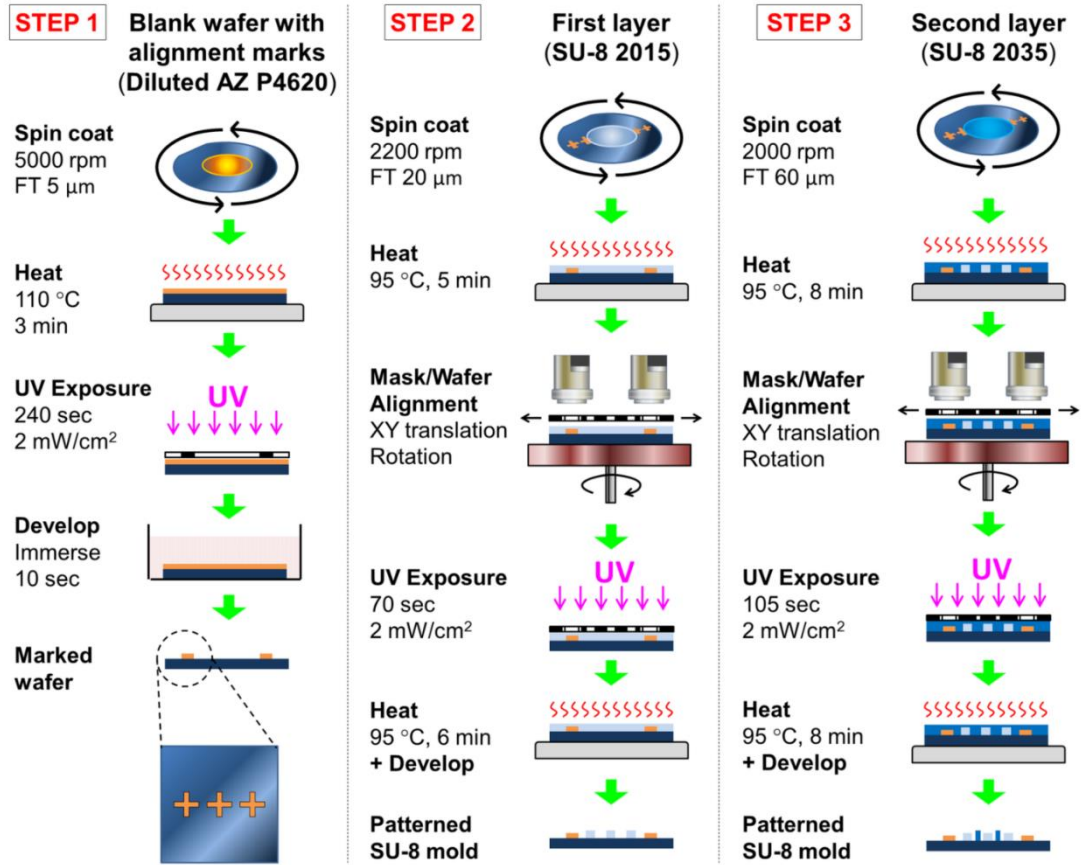 STEP 1
Blank wafer with
alignment marks
(Diluted AZ P4620)
Spin coat
5000 rpm
FT 5 µm
Heat
110 °C
3 min
UV Exposure
240 sec
2 mW/cm²
UV
Develop
Immerse
10 sec
Marked
wafer
STEP 2
First layer
(SU-8 2015)
Spin coat
2200 rpm
FT 20 µm
Heat
95 °C, 5 min
Mask/Wafer
Alignment
XY translation
Rotation
UV Exposure
70 sec
2 mW/cm²
UV
Heat
95 °C, 6 min
+ Develop
Patterned
SU-8 mold
STEP 3
Second layer
(SU-8 2035)
Spin coat
2000 rpm
FT 60 µm
Heat
95 °C, 8 min
Mask/Wafer
Alignment
XY translation
Rotation
UV Exposure
105 sec
2 mW/cm²
UV
Heat
95 °C, 8 min
+ Develop
Patterned
SU-8 mold